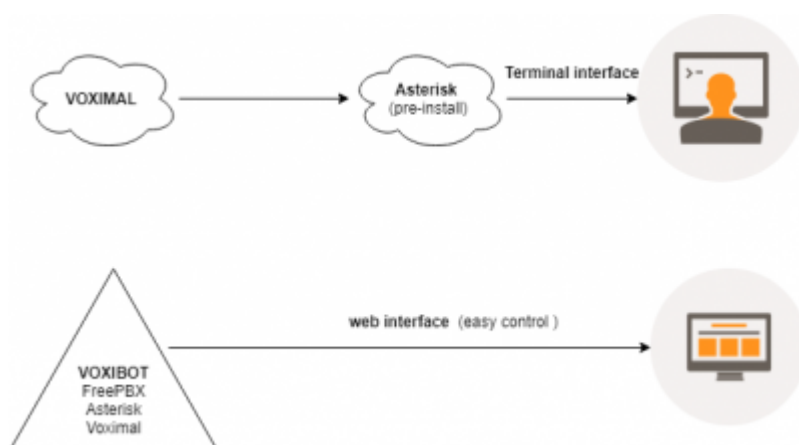 VOXIMAL
Asterisk
(pre-install)
Terminal interface
web interface (easy control )
VOXIBOT
FreePBX
Asterisk
Voximal